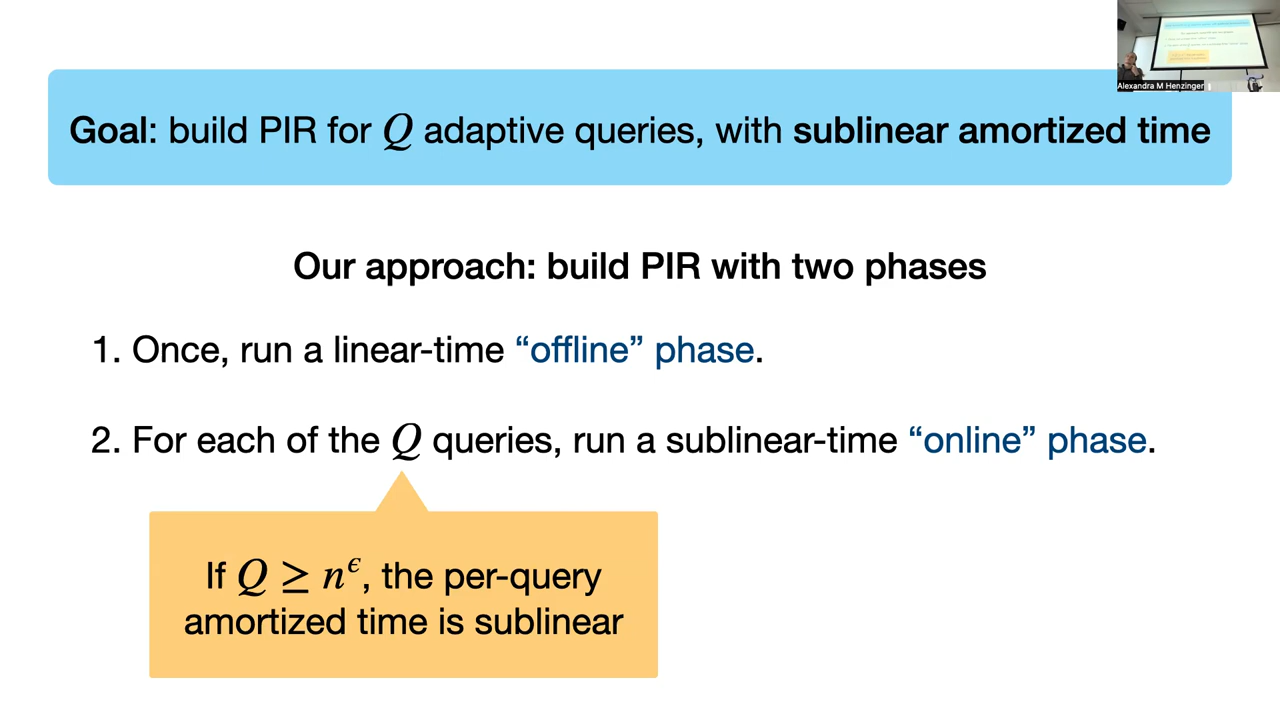 Goal: build PIR for Q adaptive queries, with sublinear amortized time
Our approach: build PIR with two phases
1. Once, run a linear-time “offline” phase.
2. For each of the Q queries, run a sublinear-time “online” phase.
If Q ≥ n^ϵ, the per-query
amortized time is sublinear
Alexandra M Henzinger